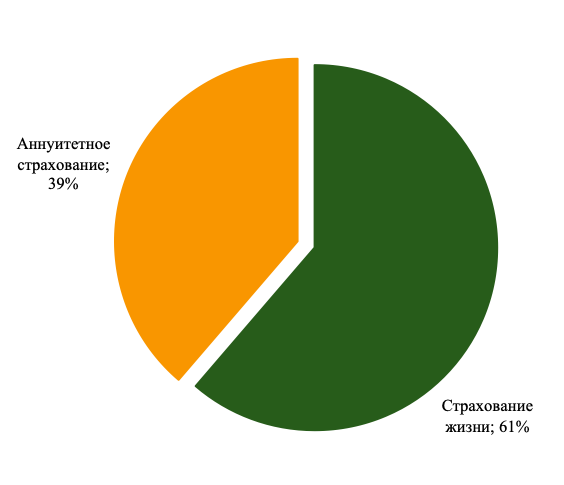 Аннуитетное
страхование;
39%
Страхование
жизни; 61%